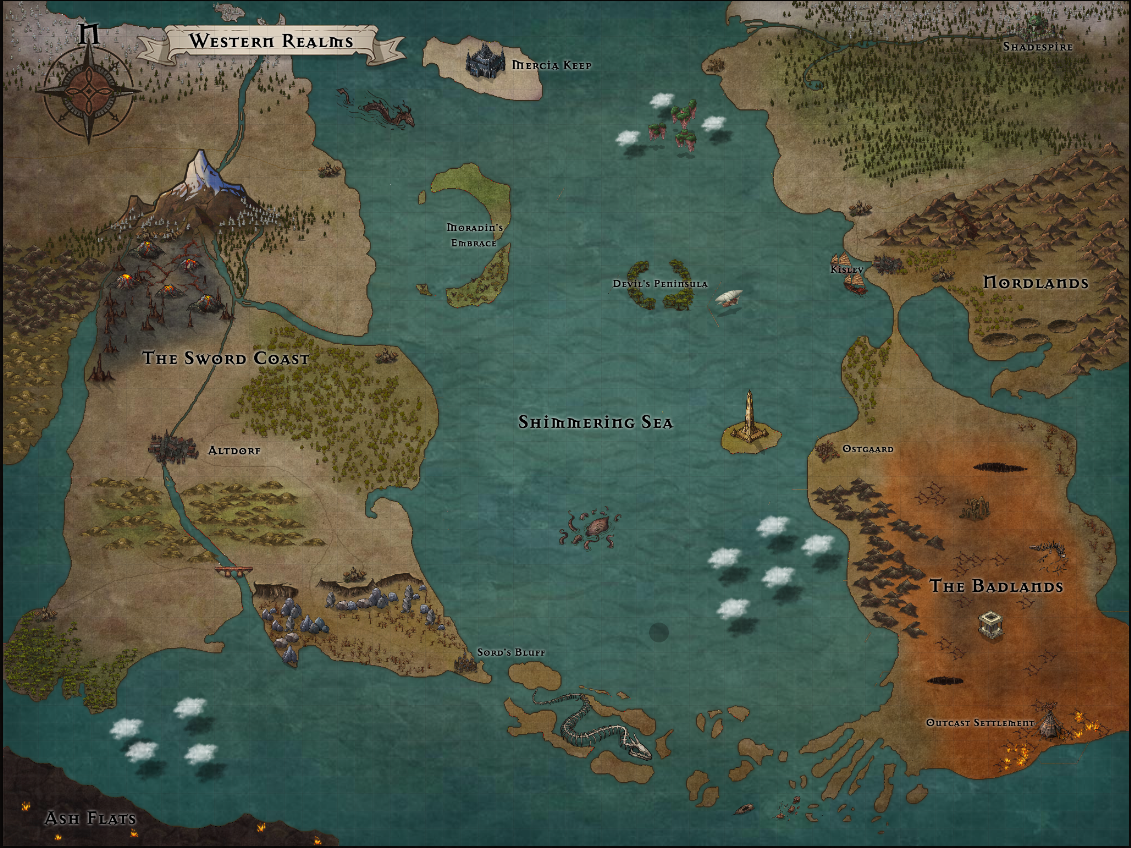 N
Western Realms
Shadespire
Mercia Keep
Moradin's
Embrace
Kislev
Devil's Peninsula
Nordlands
The Sword Coast
Shimmering Sea
Altdorf
Ostgaard
The Badlands
Sord's Bluff
Outcast Settlement
Ash Flats